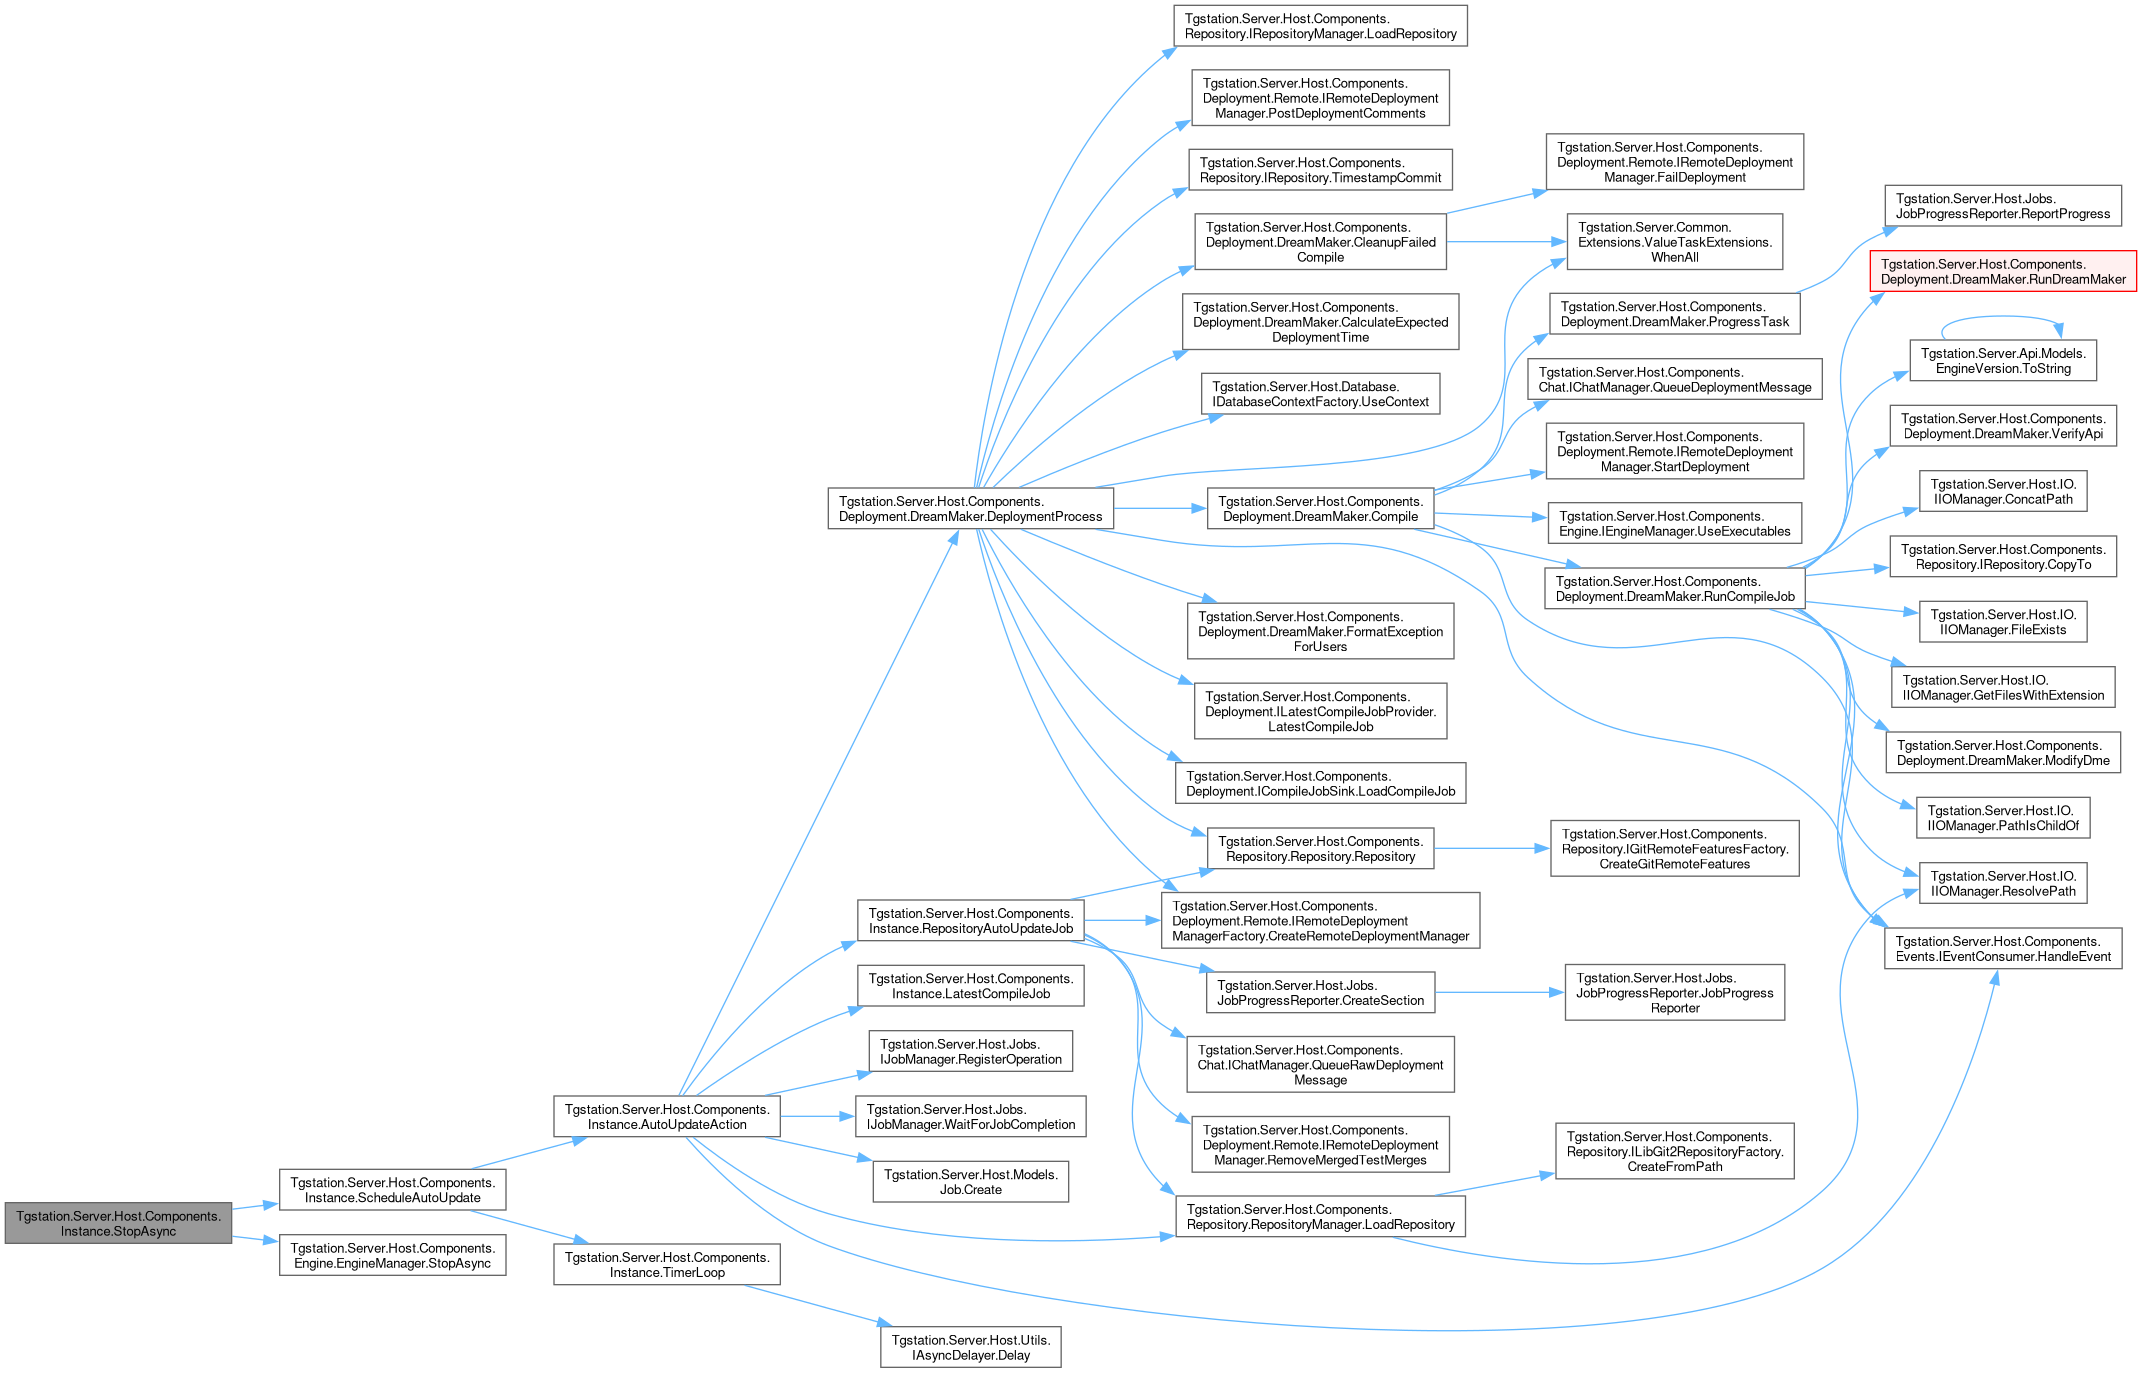 Tgstation.Server.Host.Components.
Instance.StopAsync
Tgstation.Server.Host.Components.
Instance.ScheduleAutoUpdate
Tgstation.Server.Host.Components.
Engine.EngineManager.StopAsync
Tgstation.Server.Host.Components.
Instance.AutoUpdateAction
Tgstation.Server.Host.Components.
Instance.TimerLoop
Tgstation.Server.Host.Components.
Deployment.DreamMaker.DeploymentProcess
Tgstation.Server.Host.Components.
Instance.RepositoryAutoUpdateJob
Tgstation.Server.Host.Components.
Instance.LatestCompileJob
Tgstation.Server.Host.Jobs.
IJobManager.RegisterOperation
Tgstation.Server.Host.Jobs.
IJobManager.WaitForJobCompletion
Tgstation.Server.Host.Models.
Job.Create
Tgstation.Server.Host.Utils.
IAsyncDelayer.Delay
Tgstation.Server.Host.Components.
Repository.IRepositoryManager.LoadRepository
Tgstation.Server.Host.Components.
Deployment.Remote.IRemoteDeployment
Manager.PostDeploymentComments
Tgstation.Server.Host.Components.
Repository.IRepository.TimestampCommit
Tgstation.Server.Host.Components.
Deployment.DreamMaker.CleanupFailed
Compile
Tgstation.Server.Host.Components.
Deployment.DreamMaker.CalculateExpected
DeploymentTime
Tgstation.Server.Host.Database.
IDatabaseContextFactory.UseContext
Tgstation.Server.Host.Components.
Deployment.DreamMaker.Compile
Tgstation.Server.Host.Components.
Deployment.DreamMaker.FormatException
ForUsers
Tgstation.Server.Host.Components.
Deployment.ILatestCompileJobProvider.
LatestCompileJob
Tgstation.Server.Host.Components.
Deployment.ICompileJobSink.LoadCompileJob
Tgstation.Server.Host.Components.
Repository.Repository.Repository
Tgstation.Server.Host.Components.
Deployment.Remote.IRemoteDeployment
ManagerFactory.CreateRemoteDeploymentManager
Tgstation.Server.Host.Jobs.
JobProgressReporter.CreateSection
Tgstation.Server.Host.Components.
Chat.IChatManager.QueueRawDeployment
Message
Tgstation.Server.Host.Components.
Deployment.Remote.IRemoteDeployment
Manager.RemoveMergedTestMerges
Tgstation.Server.Host.Components.
Repository.RepositoryManager.LoadRepository
Tgstation.Server.Host.Components.
Deployment.Remote.IRemoteDeployment
Manager.FailDeployment
Tgstation.Server.Common.
Extensions.ValueTaskExtensions.
WhenAll
Tgstation.Server.Host.Components.
Deployment.DreamMaker.ProgressTask
Tgstation.Server.Host.Components.
Chat.IChatManager.QueueDeploymentMessage
Tgstation.Server.Host.Components.
Deployment.Remote.IRemoteDeployment
Manager.StartDeployment
Tgstation.Server.Host.Components.
Engine.IEngineManager.UseExecutables
Tgstation.Server.Host.Components.
Deployment.DreamMaker.RunCompileJob
Tgstation.Server.Host.Components.
Repository.IGitRemoteFeaturesFactory.
CreateGitRemoteFeatures
Tgstation.Server.Host.Jobs.
JobProgressReporter.JobProgress
Reporter
Tgstation.Server.Host.Components.
Repository.ILibGit2RepositoryFactory.
CreateFromPath
Tgstation.Server.Host.Jobs.
JobProgressReporter.ReportProgress
Tgstation.Server.Host.Components.
Deployment.DreamMaker.RunDreamMaker
Tgstation.Server.Api.Models.
EngineVersion.ToString
Tgstation.Server.Host.Components.
Deployment.DreamMaker.VerifyApi
Tgstation.Server.Host.IO.
IIOManager.ConcatPath
Tgstation.Server.Host.Components.
Repository.IRepository.CopyTo
Tgstation.Server.Host.IO.
IIOManager.FileExists
Tgstation.Server.Host.IO.
IIOManager.GetFilesWithExtension
Tgstation.Server.Host.Components.
Deployment.DreamMaker.ModifyDme
Tgstation.Server.Host.IO.
IIOManager.PathIsChildOf
Tgstation.Server.Host.IO.
IIOManager.ResolvePath
Tgstation.Server.Host.Components.
Events.IEventConsumer.HandleEvent